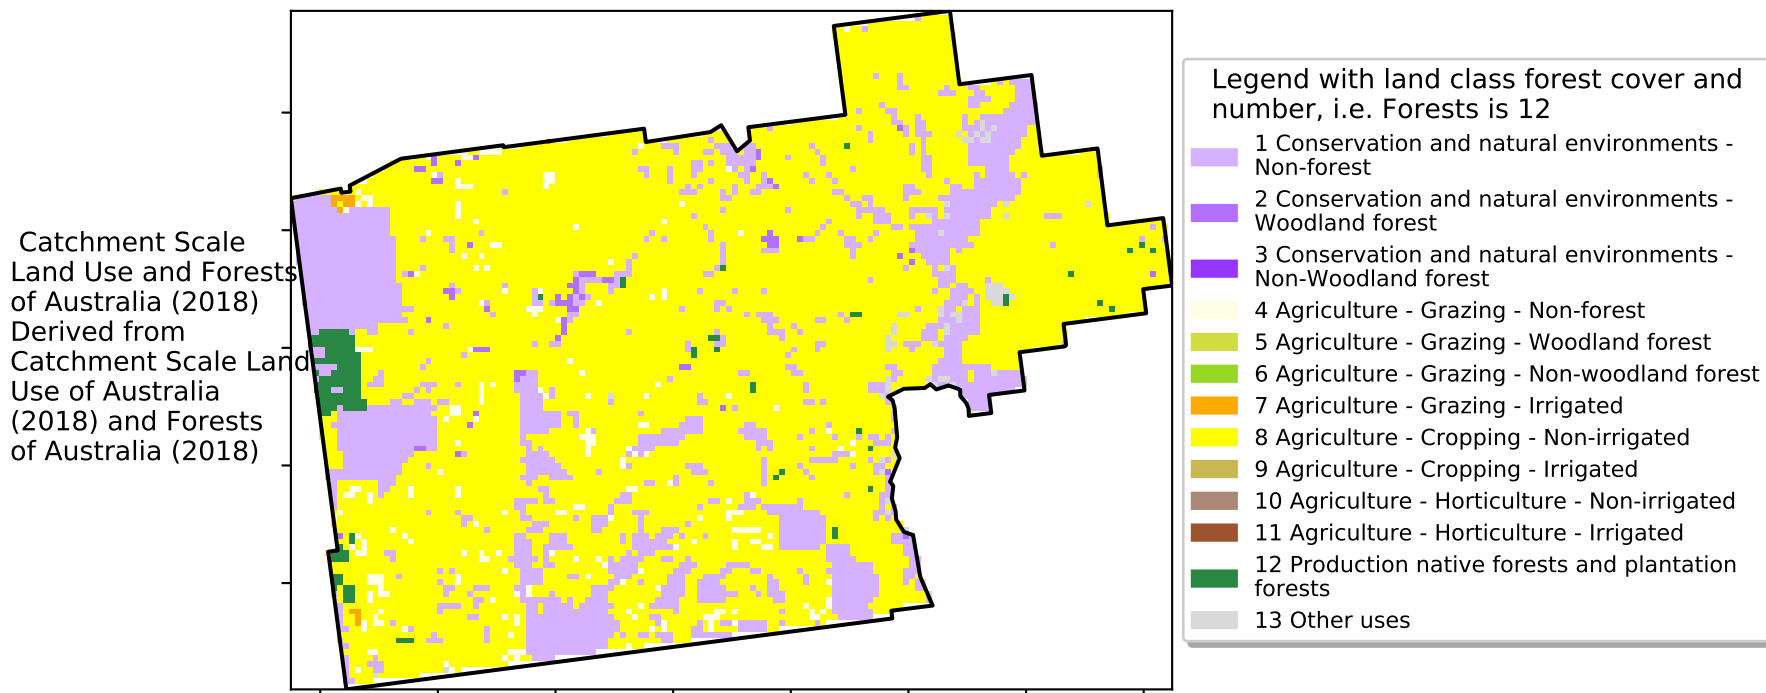 Catchment Scale
Land Use and Forests
of Australia (2018)
Derived from
Catchment Scale Land
Use of Australia
(2018) and Forests
of Australia (2018)
Legend with land class forest cover and
number, i.e. Forests is 12
1 Conservation and natural environments -
Non-forest
2 Conservation and natural environments -
Woodland forest
3 Conservation and natural environments -
Non-Woodland forest
4 Agriculture - Grazing - Non-forest
5 Agriculture - Grazing - Woodland forest
6 Agriculture - Grazing - Non-woodland forest
7 Agriculture - Grazing - Irrigated
8 Agriculture - Cropping - Non-irrigated
9 Agriculture - Cropping - Irrigated
10 Agriculture - Horticulture - Non-irrigated
11 Agriculture - Horticulture - Irrigated
12 Production native forests and plantation
forests
13 Other uses